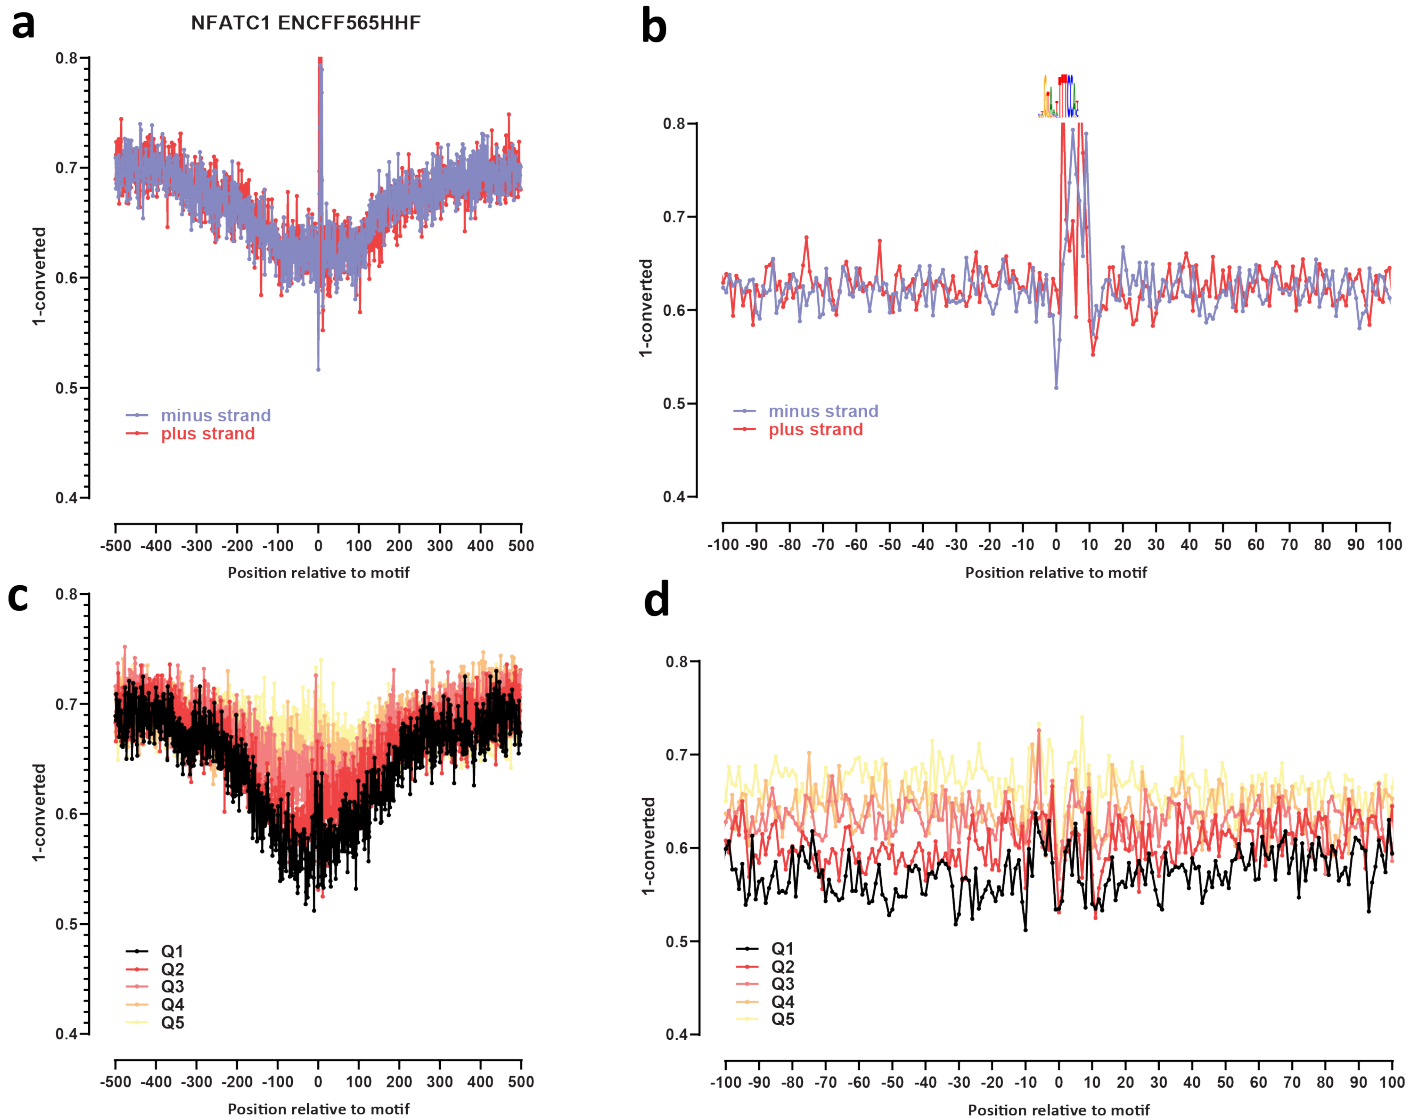 a
NFATC1 ENCFF565HHF
0.8
0.7
0.6
0.5
0.4
1-converted
minus strand
plus strand
-500 -400 -300 -200 -100 0 100 200 300 400 500
Position relative to motif
b
0.8
0.7
0.6
0.5
0.4
1-converted
minus strand
plus strand
-100 -90 -80 -70 -60 -50 -40 -30 -20 -10 0 10 20 30 40 50 60 70 80 90 100
Position relative to motif
c
0.8
0.7
0.6
0.5
0.4
1-converted
Q1
Q2
Q3
Q4
Q5
-500 -400 -300 -200 -100 0 100 200 300 400 500
Position relative to motif
d
0.8
0.7
0.6
0.5
0.4
1-converted
Q1
Q2
Q3
Q4
Q5
-100 -90 -80 -70 -60 -50 -40 -30 -20 -10 0 10 20 30 40 50 60 70 80 90 100
Position relative to motif